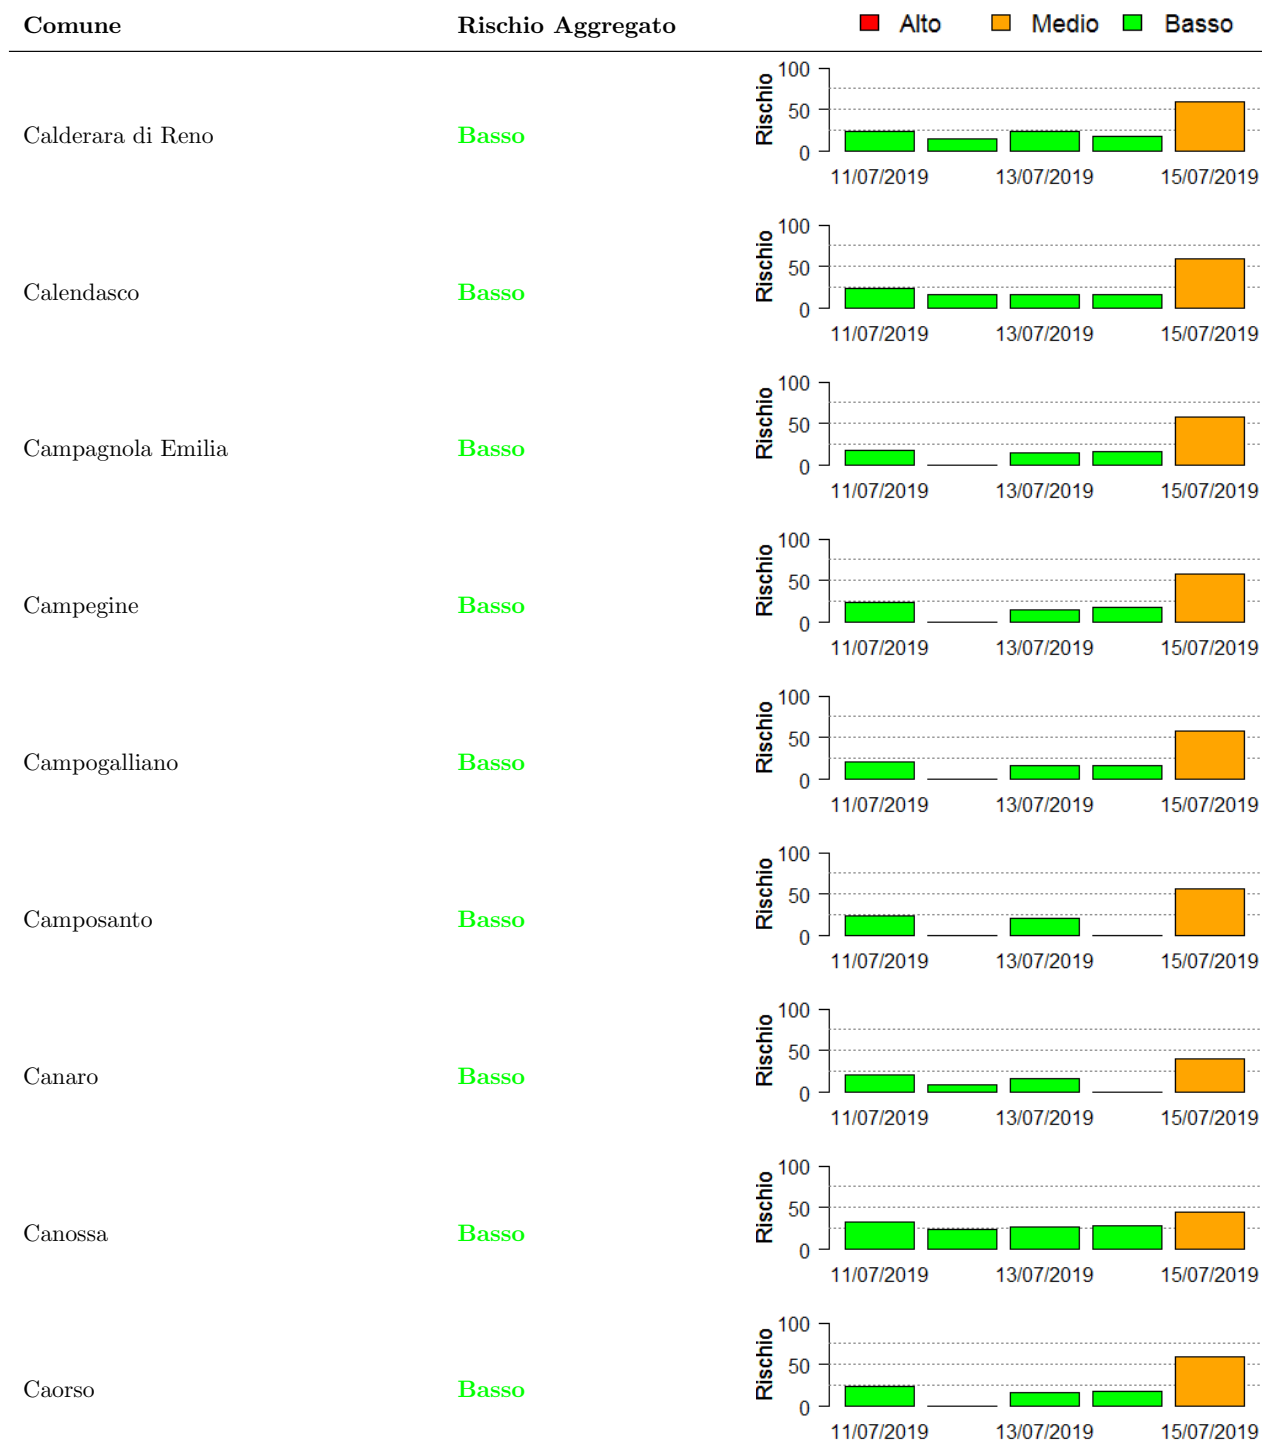 Comune Rischio Aggregato Alto Medio Basso
100
50
0
Rischio
Calderara di Reno Basso
11/07/2019 13/07/2019 15/07/2019
100
50
0
Rischio
Calendasco Basso
11/07/2019 13/07/2019 15/07/2019
100
50
0
Rischio
Campagnola Emilia Basso
11/07/2019 13/07/2019 15/07/2019
100
50
0
Rischio
Campegine Basso
11/07/2019 13/07/2019 15/07/2019
100
50
0
Rischio
Campogalliano Basso
11/07/2019 13/07/2019 15/07/2019
100
50
0
Rischio
Camposanto Basso
11/07/2019 13/07/2019 15/07/2019
100
50
0
Rischio
Canaro Basso
11/07/2019 13/07/2019 15/07/2019
100
50
0
Rischio
Canossa Basso
11/07/2019 13/07/2019 15/07/2019
100
50
0
Rischio
Caorso Basso
11/07/2019 13/07/2019 15/07/2019